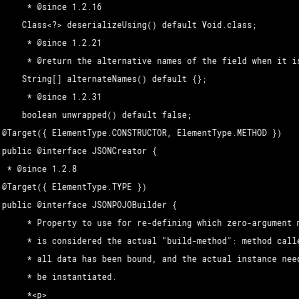 * @since 1.2.16
Class<?> deserializeUsing() default Void.class;
* @since 1.2.21
* @return the alternative names of the field when it is
String[] alternateNames() default {};
* @since 1.2.31
boolean unwrapped() default false;
@Target({ ElementType.CONSTRUCTOR, ElementType.METHOD })
public @interface JSONCreator {
* @since 1.2.8
@Target({ ElementType.TYPE })
public @interface JSONPOJOBuilder {
* Property to use for re-defining which zero-argument
* is considered the actual "build-method": method calle
* all data has been bound, and the actual instance nee
* be instantiated.
*<p>